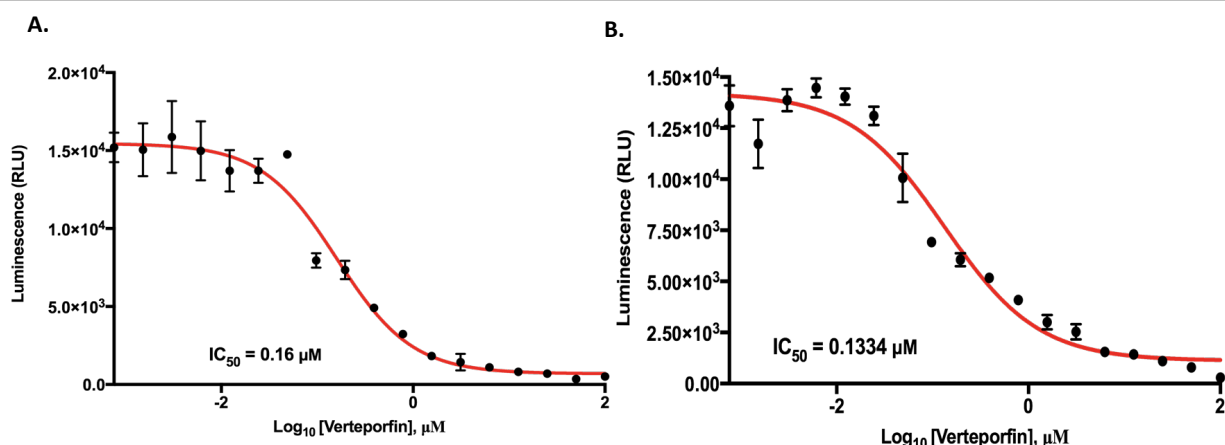 A.
2.0×10⁴
1.5×10⁴
1.0×10⁴
5.0×10³
0.0
Luminescence (RLU)
IC₅₀ = 0.16 µM
-2
0
2
Log₁₀ [Verteporfin], µM
B.
1.50×10⁴
1.25×10⁴
1.00×10⁴
7.50×10³
5.00×10³
2.50×10³
0.00
Luminescence (RLU)
IC₅₀ = 0.1334 µM
-2
0
2
Log₁₀ [Verteporfin], µM